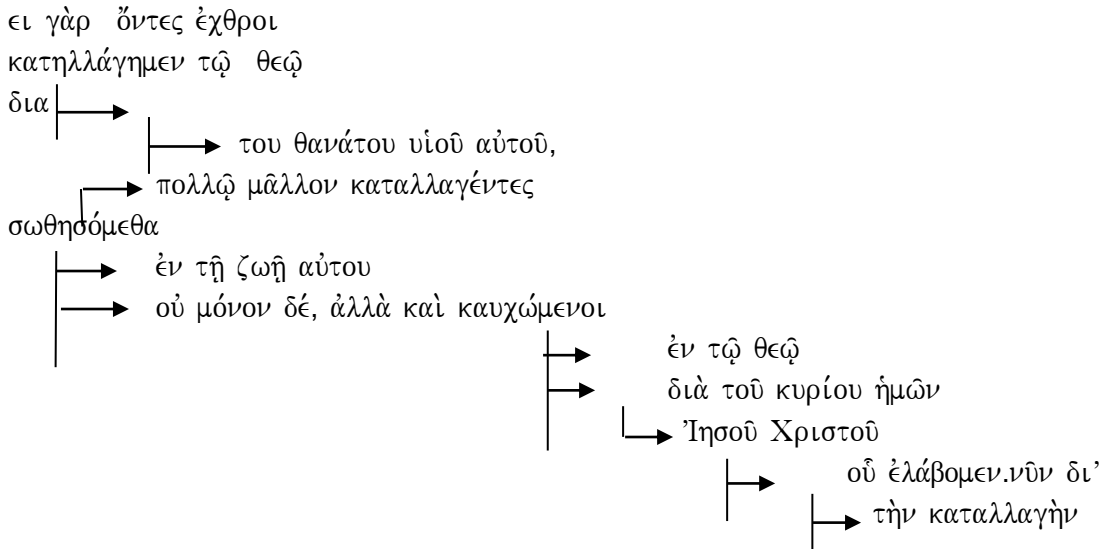 ει γὰρ ὄντες ἐχθροι
κατηλλάγημεν τῷ θεῷ
δια
του θανάτου υἱοῦ αὐτοῦ,
πολλῷ μᾶλλον καταλλαγέντες
σωθησόμεθα
ἐν τῇ ζωῇ αὐτου
οὐ μόνον δέ, ἀλλὰ καὶ καυχώμενοι
ἐν τῷ θεῷ
διὰ τοῦ κυρίου ἡμῶν
Ἰησοῦ Χριστοῦ
οὗ ἐλάβομεν.νῦν δι’
τὴν καταλλαγὴν